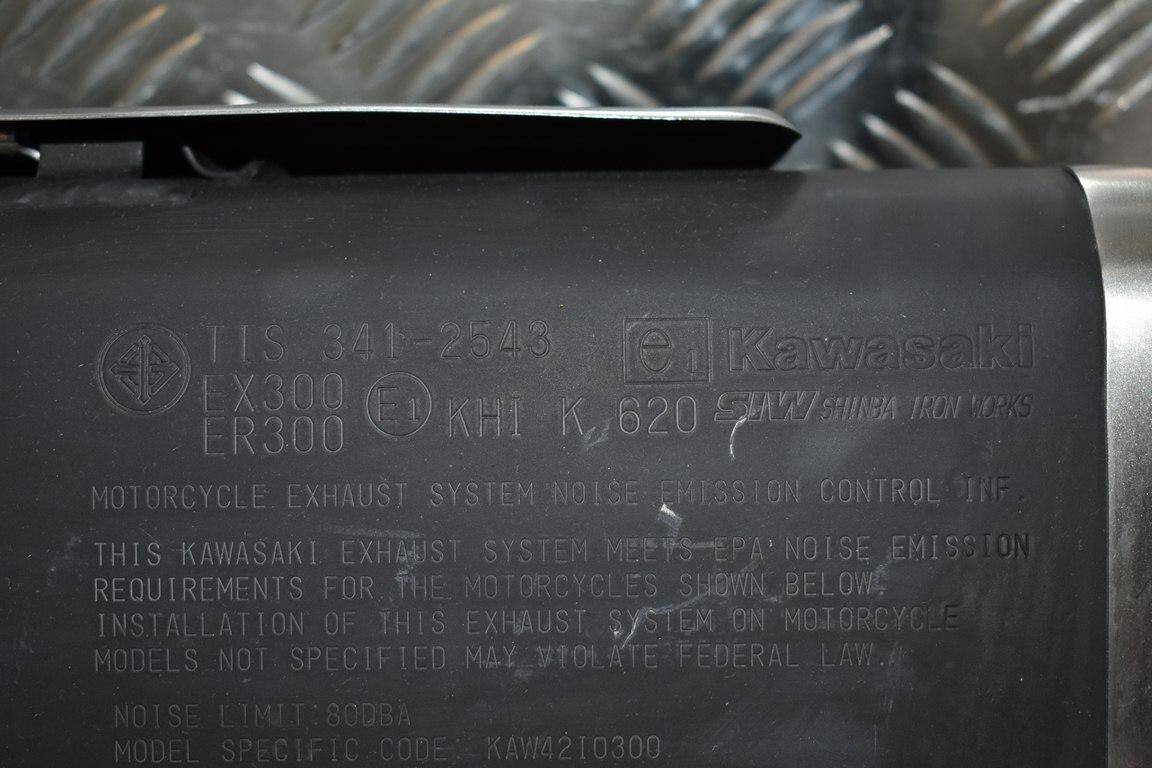 TIS 341-2543 e1 Kawasaki
EX300 E1 KHI K 620 SIW SHINBA IRON WORKS
ER300
MOTORCYCLE EXHAUST SYSTEM NOISE EMISSION CONTROL INF.
THIS KAWASAKI EXHAUST SYSTEM MEETS EPA NOISE EMISSION
REQUIREMENTS FOR THE MOTORCYCLES SHOWN BELOW.
INSTALLATION OF THIS EXHAUST SYSTEM ON MOTORCYCLE
MODELS NOT SPECIFIED MAY VIOLATE FEDERAL LAW.
NOISE LIMIT:80DBA
MODEL SPECIFIC CODE: KAW42I0300